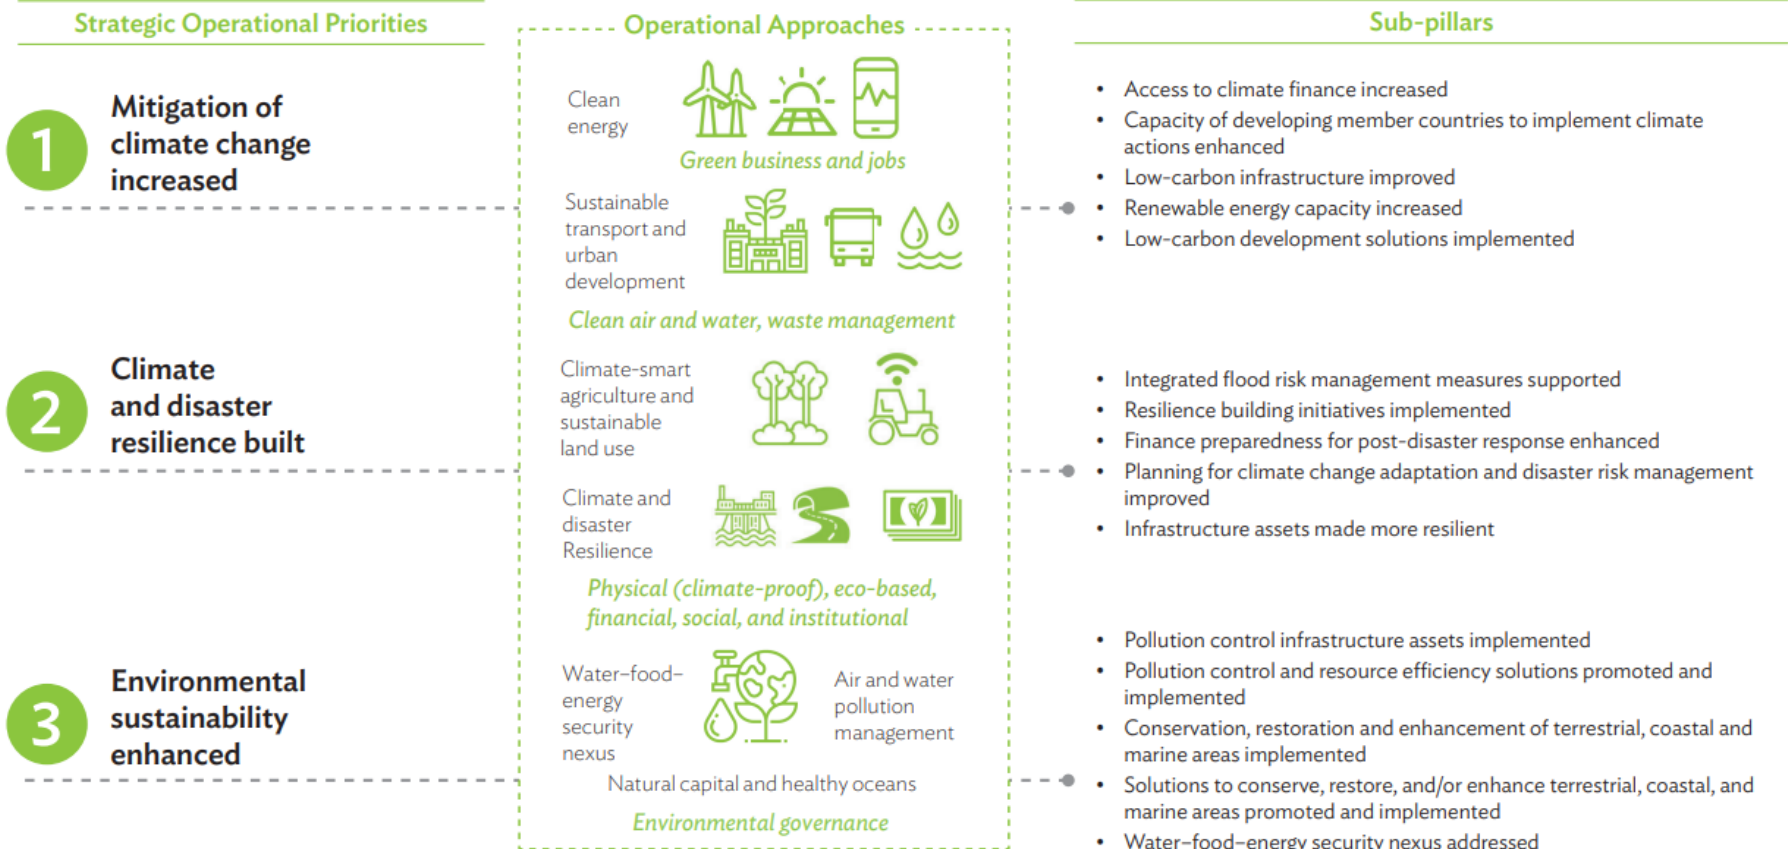 Strategic Operational Priorities
1
Mitigation of
climate change
increased
2
Climate
and disaster
resilience built
3
Environmental
sustainability
enhanced
Operational Approaches
Clean
energy
Green business and jobs
Sustainable
transport and
urban
development
Clean air and water, waste management
Climate-smart
agriculture and
sustainable
land use
Climate and
disaster
Resilience
Physical (climate-proof), eco-based,
financial, social, and institutional
Water–food–
energy
security
nexus
Air and water
pollution
management
Natural capital and healthy oceans
Environmental governance
Sub-pillars
• Access to climate finance increased
• Capacity of developing member countries to implement climate
actions enhanced
• Low-carbon infrastructure improved
• Renewable energy capacity increased
• Low-carbon development solutions implemented
• Integrated flood risk management measures supported
• Resilience building initiatives implemented
• Finance preparedness for post-disaster response enhanced
• Planning for climate change adaptation and disaster risk management
improved
• Infrastructure assets made more resilient
• Pollution control infrastructure assets implemented
• Pollution control and resource efficiency solutions promoted and
implemented
• Conservation, restoration and enhancement of terrestrial, coastal and
marine areas implemented
• Solutions to conserve, restore, and/or enhance terrestrial, coastal, and
marine areas promoted and implemented
• Water–food–energy security nexus addressed